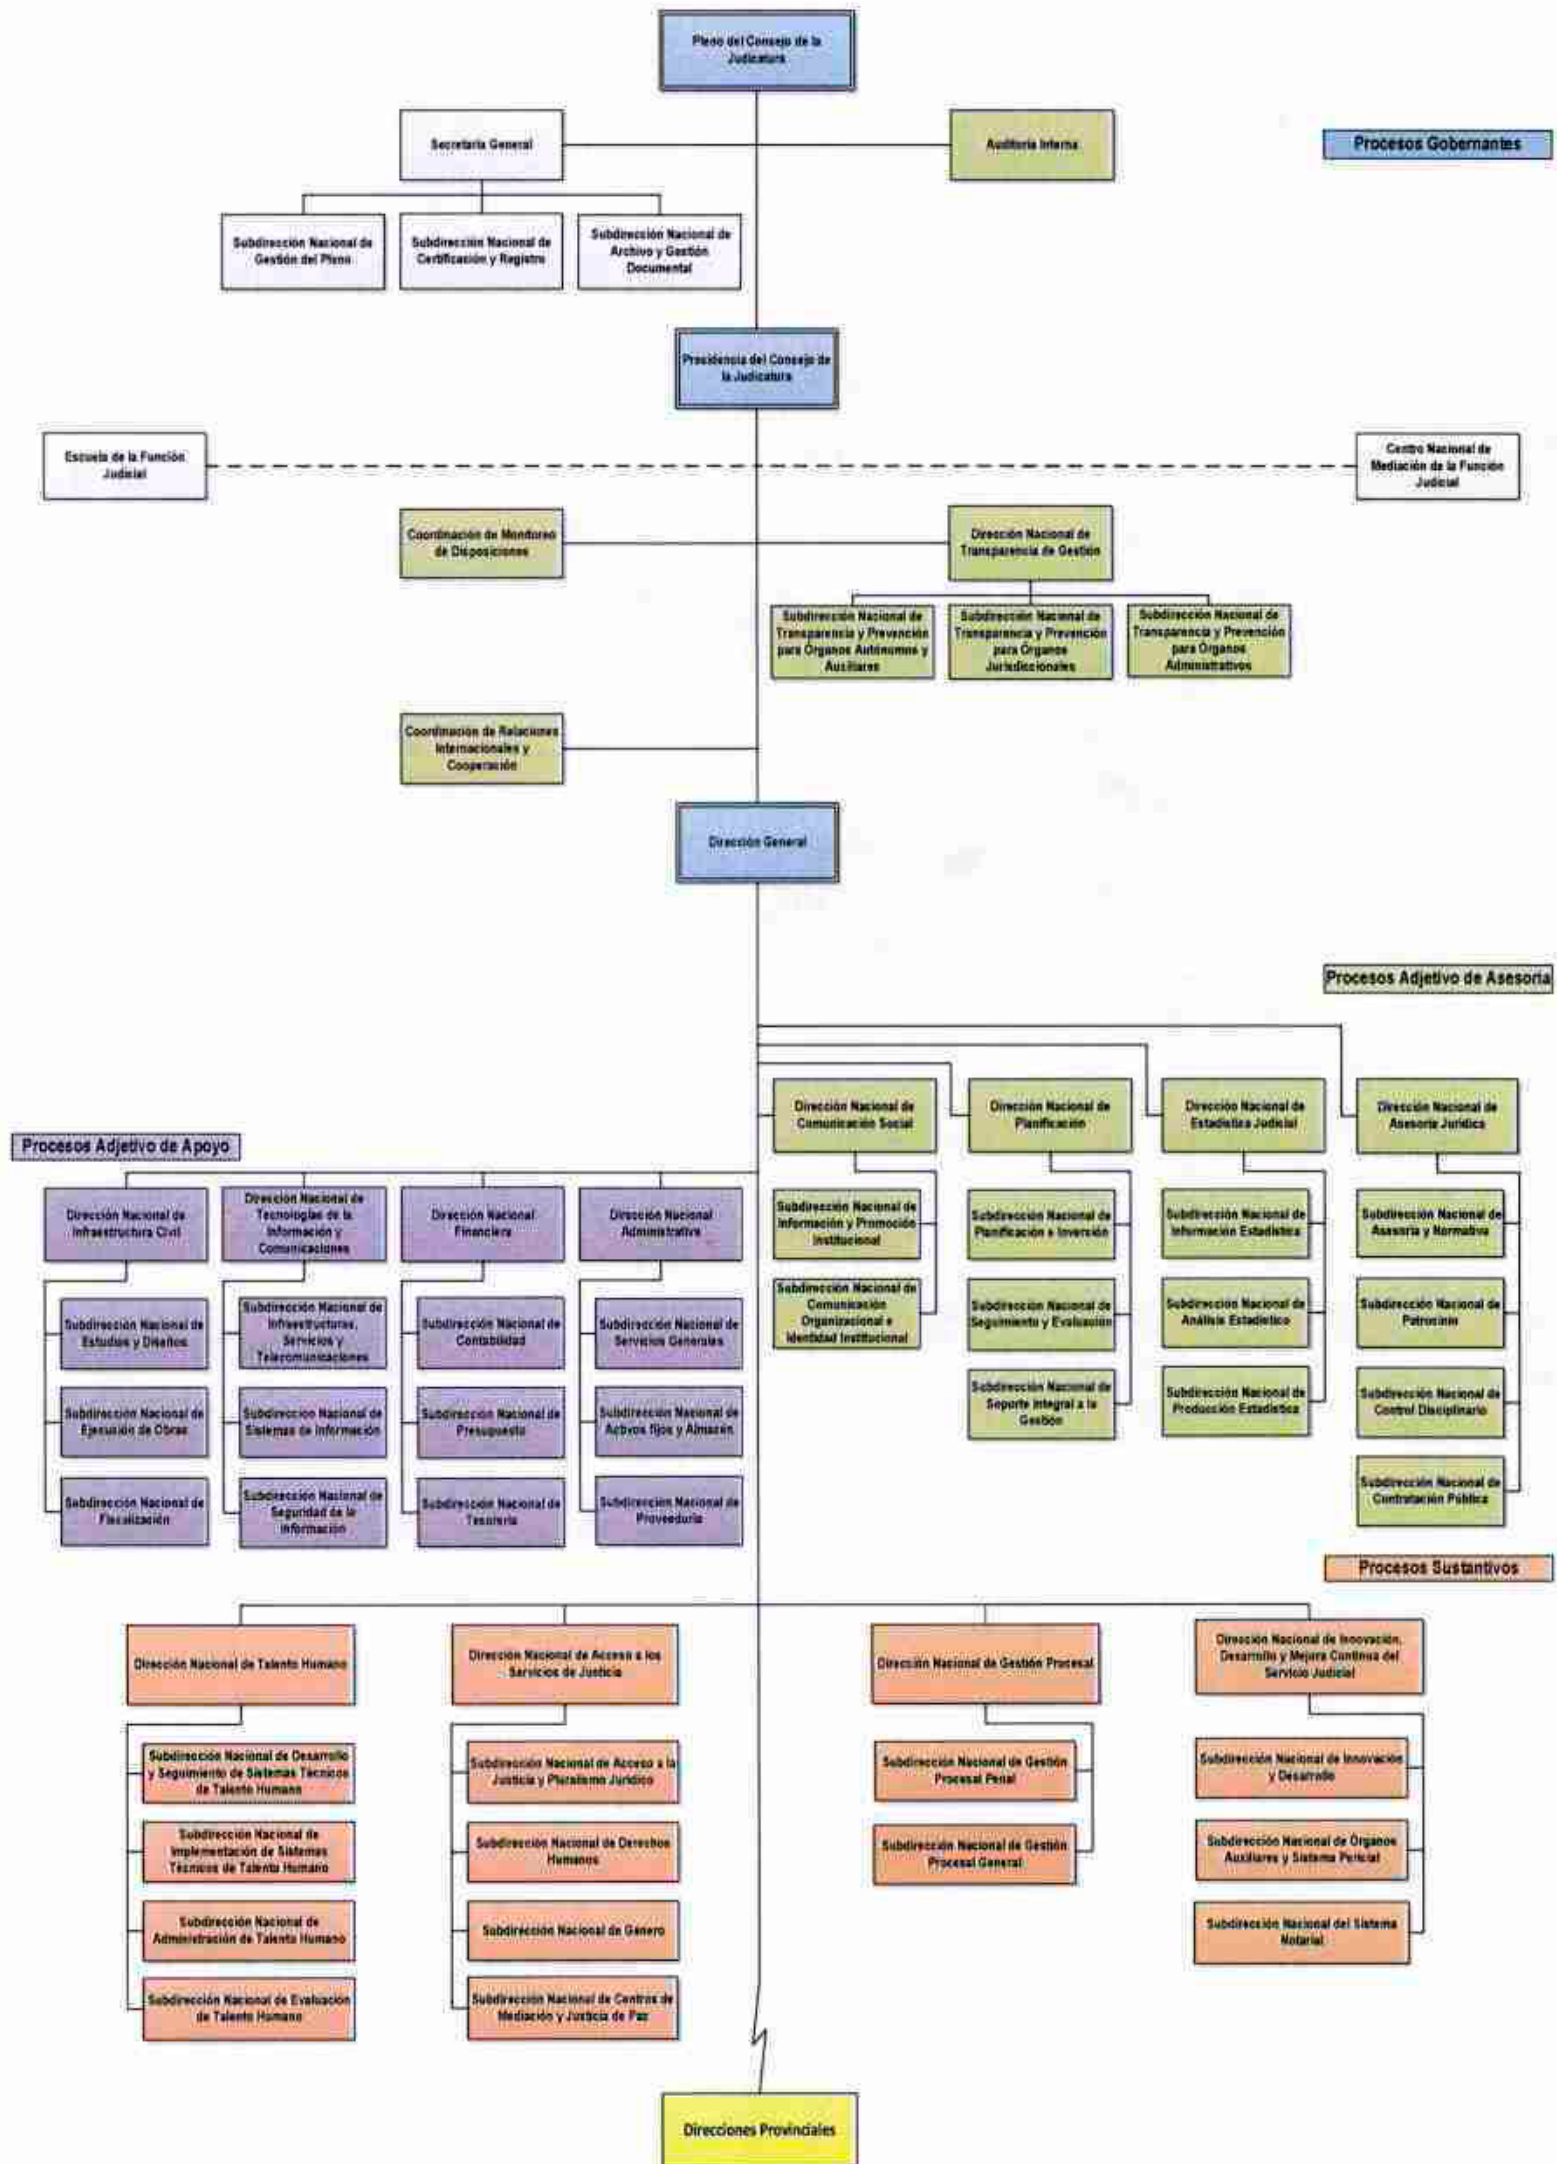 Pleno del Consejo de la
Judicatura
Secretaría General
Auditoría Interna
Procesos Gobernantes
Subdirección Nacional de
Gestión del Pleno
Subdirección Nacional de
Certificación y Registro
Subdirección Nacional de
Archivo y Gestión
Documental
Presidencia del Consejo de
la Judicatura
Escuela de la Función
Judicial
Centro Nacional de
Mediación de la Función
Judicial
Coordinación de Monitoreo
de Disposiciones
Dirección Nacional de
Transparencia de Gestión
Subdirección Nacional de
Transparencia y Prevención
para Órganos Autónomos y
Auxiliares
Subdirección Nacional de
Transparencia y Prevención
para Órganos
Jurisdiccionales
Subdirección Nacional de
Transparencia y Prevención
para Órganos
Administrativos
Coordinación de Relaciones
Internacionales y
Cooperación
Dirección General
Procesos Adjetivo de Asesoría
Dirección Nacional de
Comunicación Social
Dirección Nacional de
Planificación
Dirección Nacional de
Estadística Judicial
Dirección Nacional de
Asesoría Jurídica
Subdirección Nacional de
Información y Promoción
Institucional
Subdirección Nacional de
Planificación e Inversión
Subdirección Nacional de
Información Estadística
Subdirección Nacional de
Asesoría y Normativa
Subdirección Nacional de
Comunicación
Organizacional e
Identidad Institucional
Subdirección Nacional de
Seguimiento y Evaluación
Subdirección Nacional de
Análisis Estadístico
Subdirección Nacional de
Patrocinio
Subdirección Nacional de
Soporte Integral a la
Gestión
Subdirección Nacional de
Producción Estadística
Subdirección Nacional de
Control Disciplinario
Subdirección Nacional de
Contratación Pública
Procesos Adjetivo de Apoyo
Dirección Nacional de
Infraestructura Civil
Dirección Nacional de
Tecnologías de la
Información y
Comunicaciones
Dirección Nacional
Financiera
Dirección Nacional
Administrativa
Subdirección Nacional de
Estudios y Diseños
Subdirección Nacional de
Infraestructuras,
Servicios y
Telecomunicaciones
Subdirección Nacional de
Contabilidad
Subdirección Nacional de
Servicios Generales
Subdirección Nacional de
Ejecución de Obras
Subdirección Nacional de
Sistemas de Información
Subdirección Nacional de
Presupuesto
Subdirección Nacional de
Activos fijos y Almacén
Subdirección Nacional de
Fiscalización
Subdirección Nacional de
Seguridad de la
Información
Subdirección Nacional de
Tesorería
Subdirección Nacional de
Proveeduría
Procesos Sustantivos
Dirección Nacional de Talento Humano
Dirección Nacional de Acceso a los
Servicios de Justicia
Dirección Nacional de Gestión Procesal
Dirección Nacional de Innovación,
Desarrollo y Mejora Continua del
Servicio Judicial
Subdirección Nacional de Desarrollo
y Seguimiento de Sistemas Técnicos
de Talento Humano
Subdirección Nacional de Acceso a la
Justicia y Pluralismo Jurídico
Subdirección Nacional de Gestión
Procesal Penal
Subdirección Nacional de Innovación
y Desarrollo
Subdirección Nacional de
Implementación de Sistemas
Técnicos de Talento Humano
Subdirección Nacional de Derechos
Humanos
Subdirección Nacional de Gestión
Procesal General
Subdirección Nacional de Órganos
Auxiliares y Sistema Pericial
Subdirección Nacional de
Administración de Talento Humano
Subdirección Nacional de Género
Subdirección Nacional del Sistema
Notarial
Subdirección Nacional de Evaluación
de Talento Humano
Subdirección Nacional de Centros de
Mediación y Justicia de Paz
Direcciones Provinciales